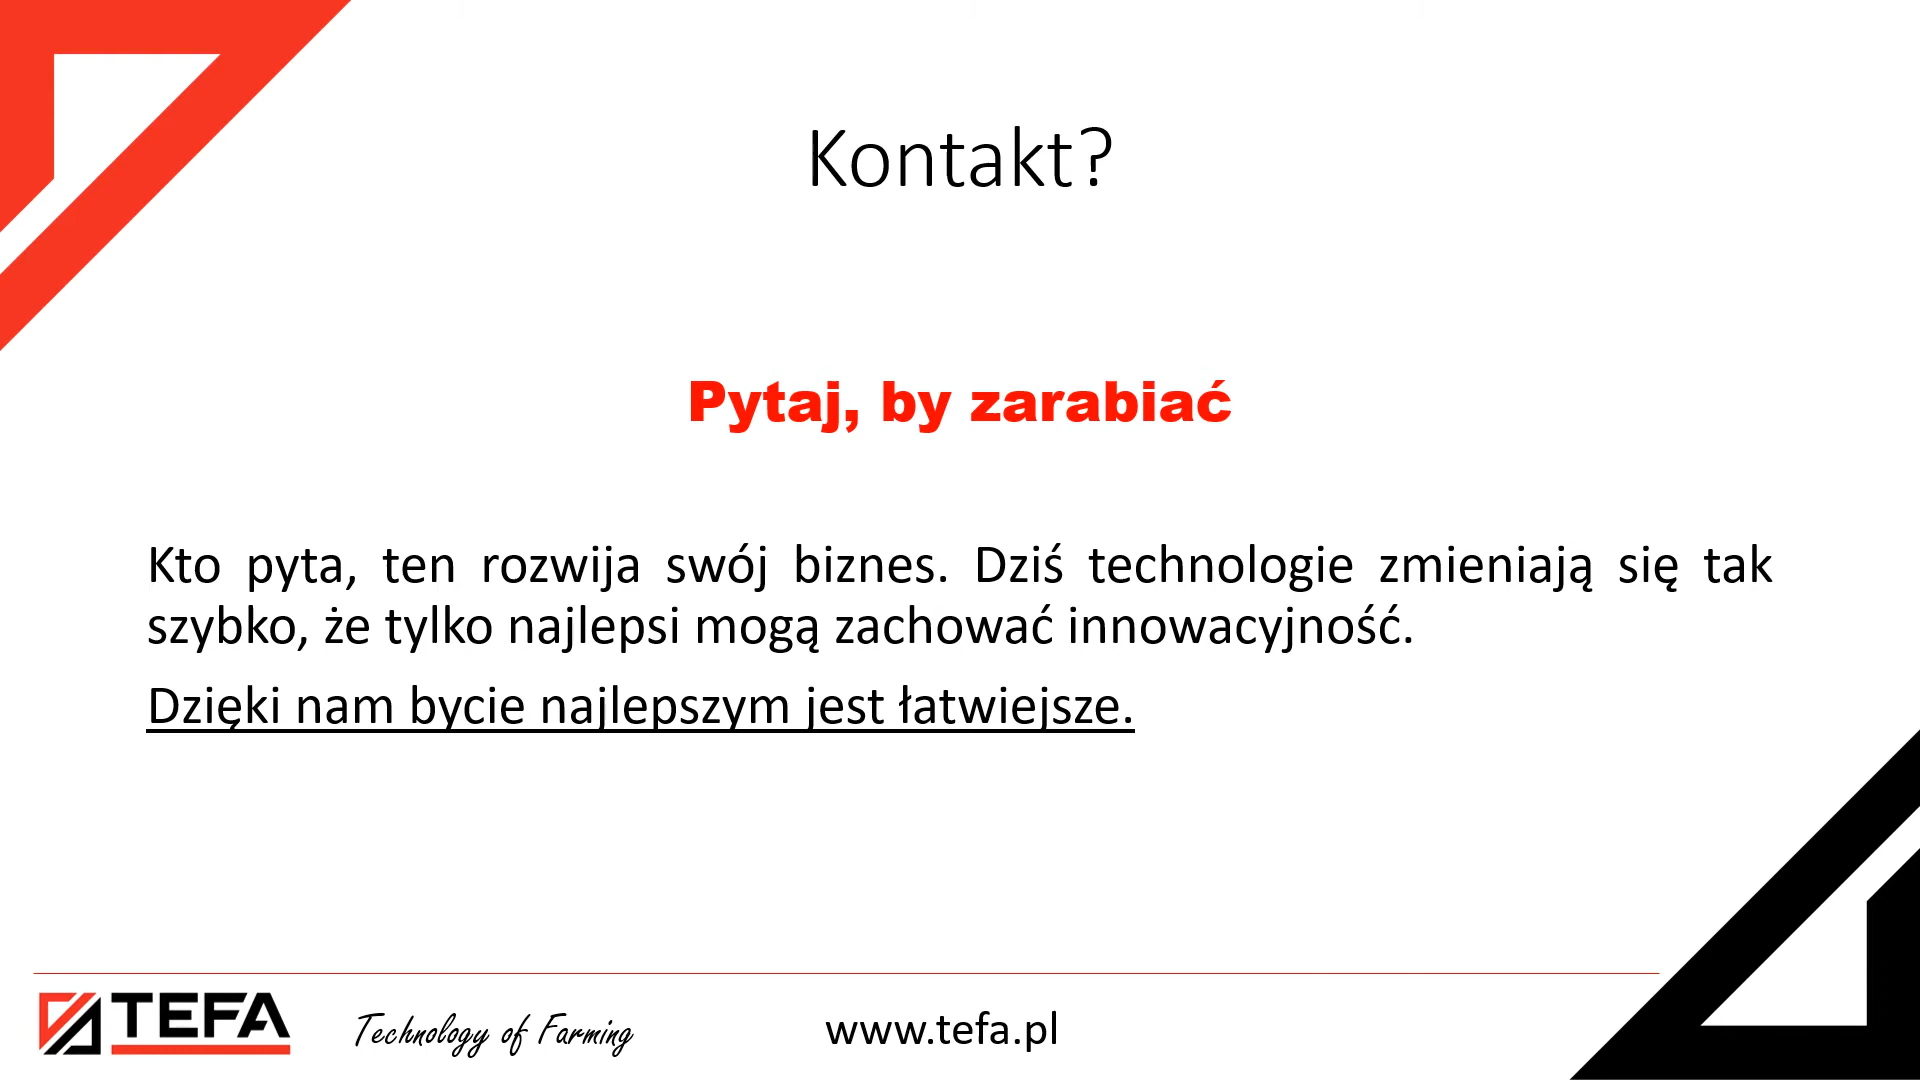 Kontakt?
Pytaj, by zarabiać
Kto pyta, ten rozwija swój biznes. Dziś technologie zmieniają się tak
szybko, że tylko najlepsi mogą zachować innowacyjność.
Dzięki nam bycie najlepszym jest łatwiejsze.
TEFA Technology of Farming www.tefa.pl